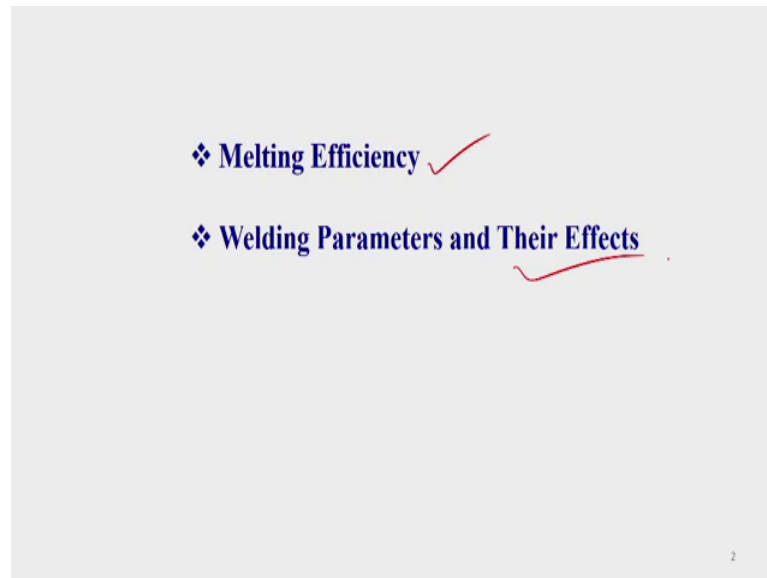 ❖ Melting Efficiency
❖ Welding Parameters and Their Effects
2